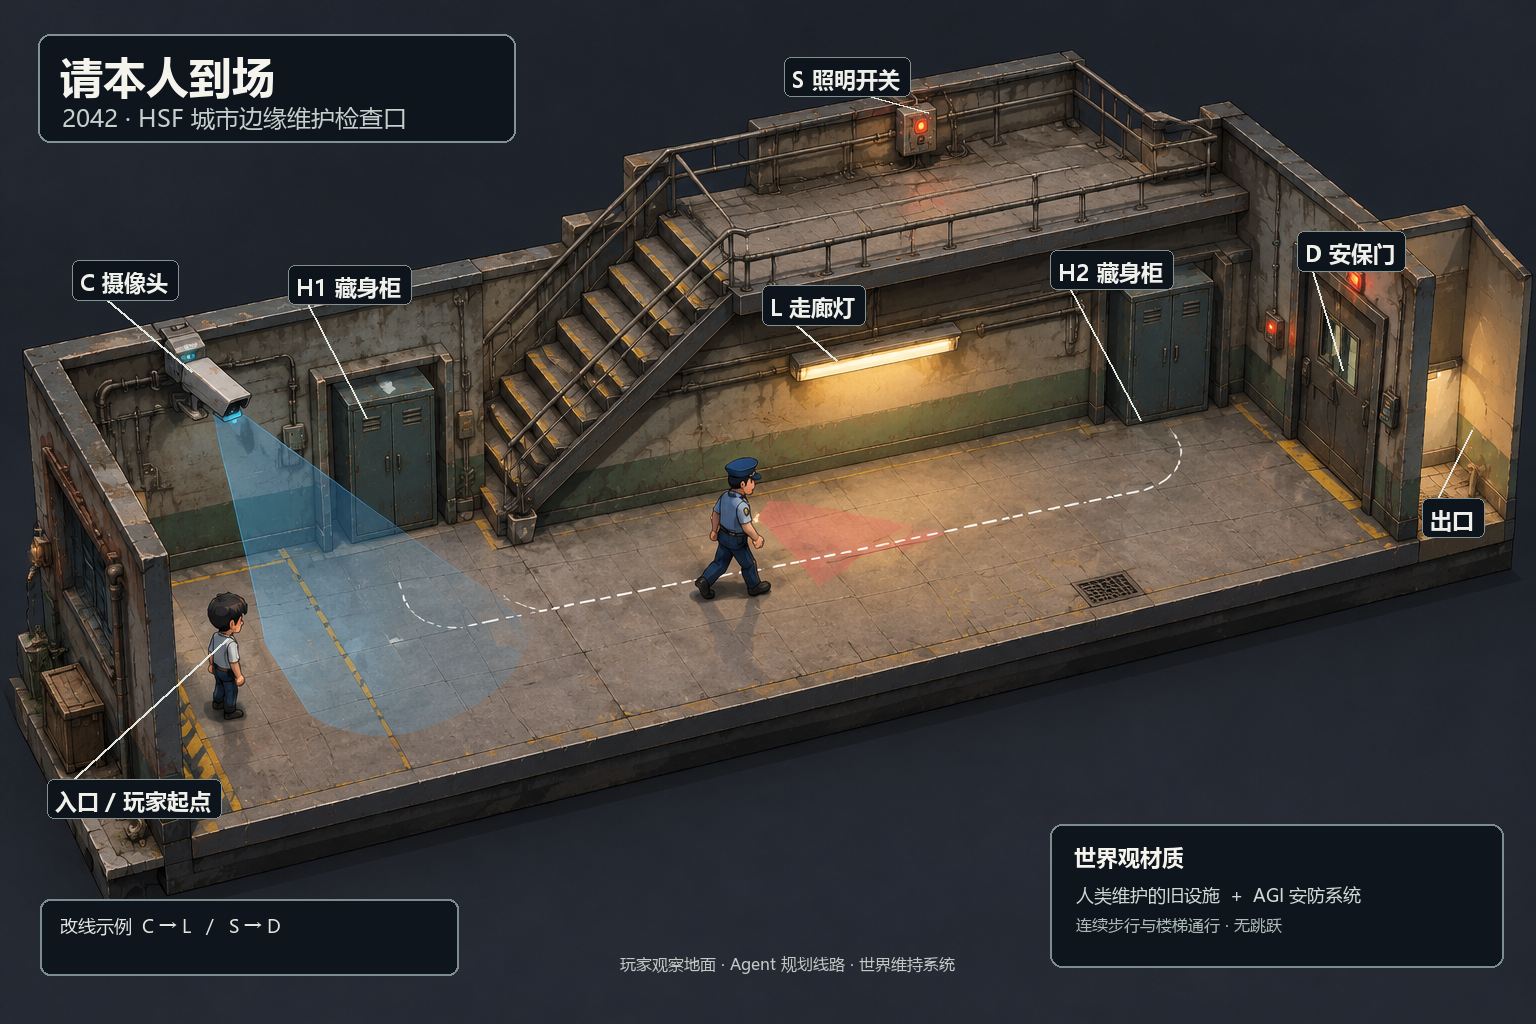 请本人到场
2042 · HSF 城市边缘维护检查口
S 照明开关
C 摄像头
H1 藏身柜
L 走廊灯
H2 藏身柜
D 安保门
出口
入口 / 玩家起点
世界观材质
人类维护的旧设施 + AGI 安防系统
连续步行与楼梯通行 · 无跳跃
改线示例 C→L / S→D
玩家观察地面 · Agent 规划线路 · 世界维持系统